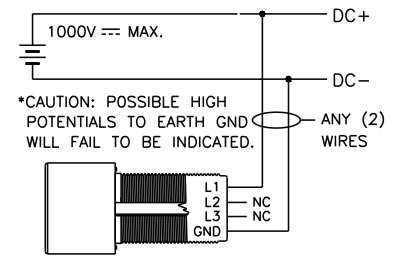 1000V ⎓ MAX.
DC+
DC−
*CAUTION: POSSIBLE HIGH
POTENTIALS TO EARTH GND
WILL FAIL TO BE INDICATED.
ANY (2)
WIRES
L1
L2 NC
L3 NC
GND